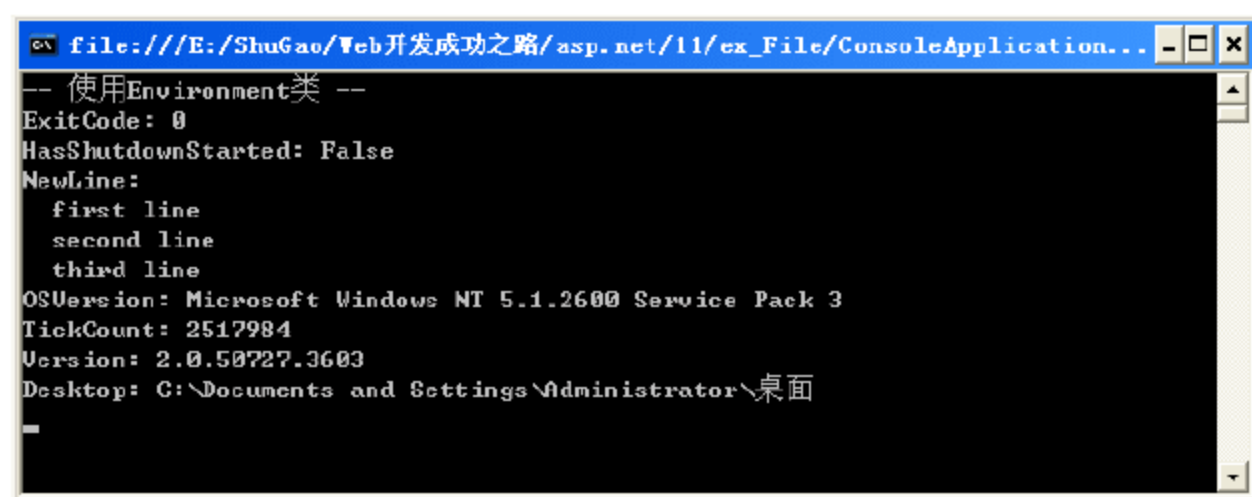 file:///E:/ShuGao/Web开发成功之路/asp.net/11/ex_File/ConsoleApplication...
-- 使用Environment类 --
ExitCode: 0
HasShutdownStarted: False
NewLine:
  first line
  second line
  third line
OSVersion: Microsoft Windows NT 5.1.2600 Service Pack 3
TickCount: 2517984
Version: 2.0.50727.3603
Desktop: C:\Documents and Settings\Administrator\桌面